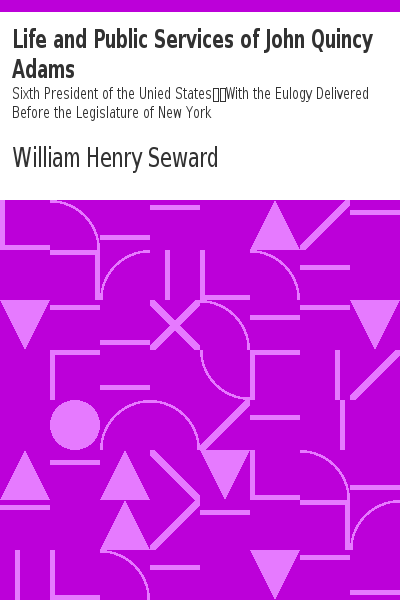 Life and Public Services of John Quincy
Adams
Sixth President of the Unied States▯▯With the Eulogy Delivered
Before the Legislature of New York
William Henry Seward